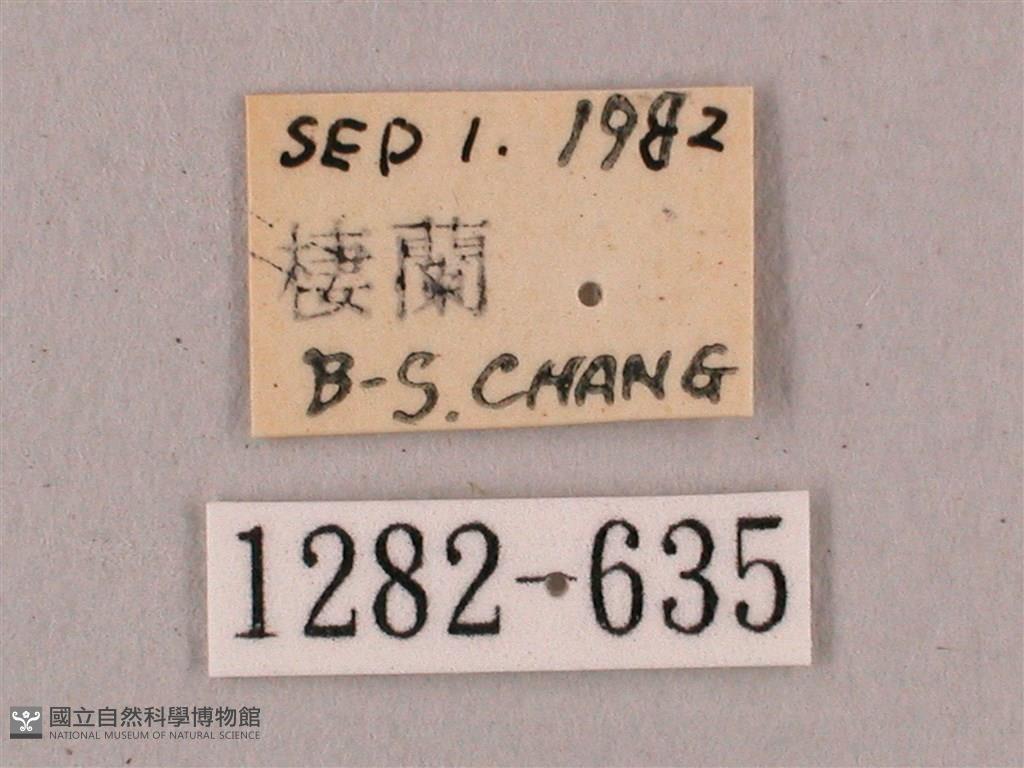 SEP 1. 1982
棲蘭
B-S. CHANG
1282-635
國立自然科學博物館
NATIONAL MUSEUM OF NATURAL SCIENCE